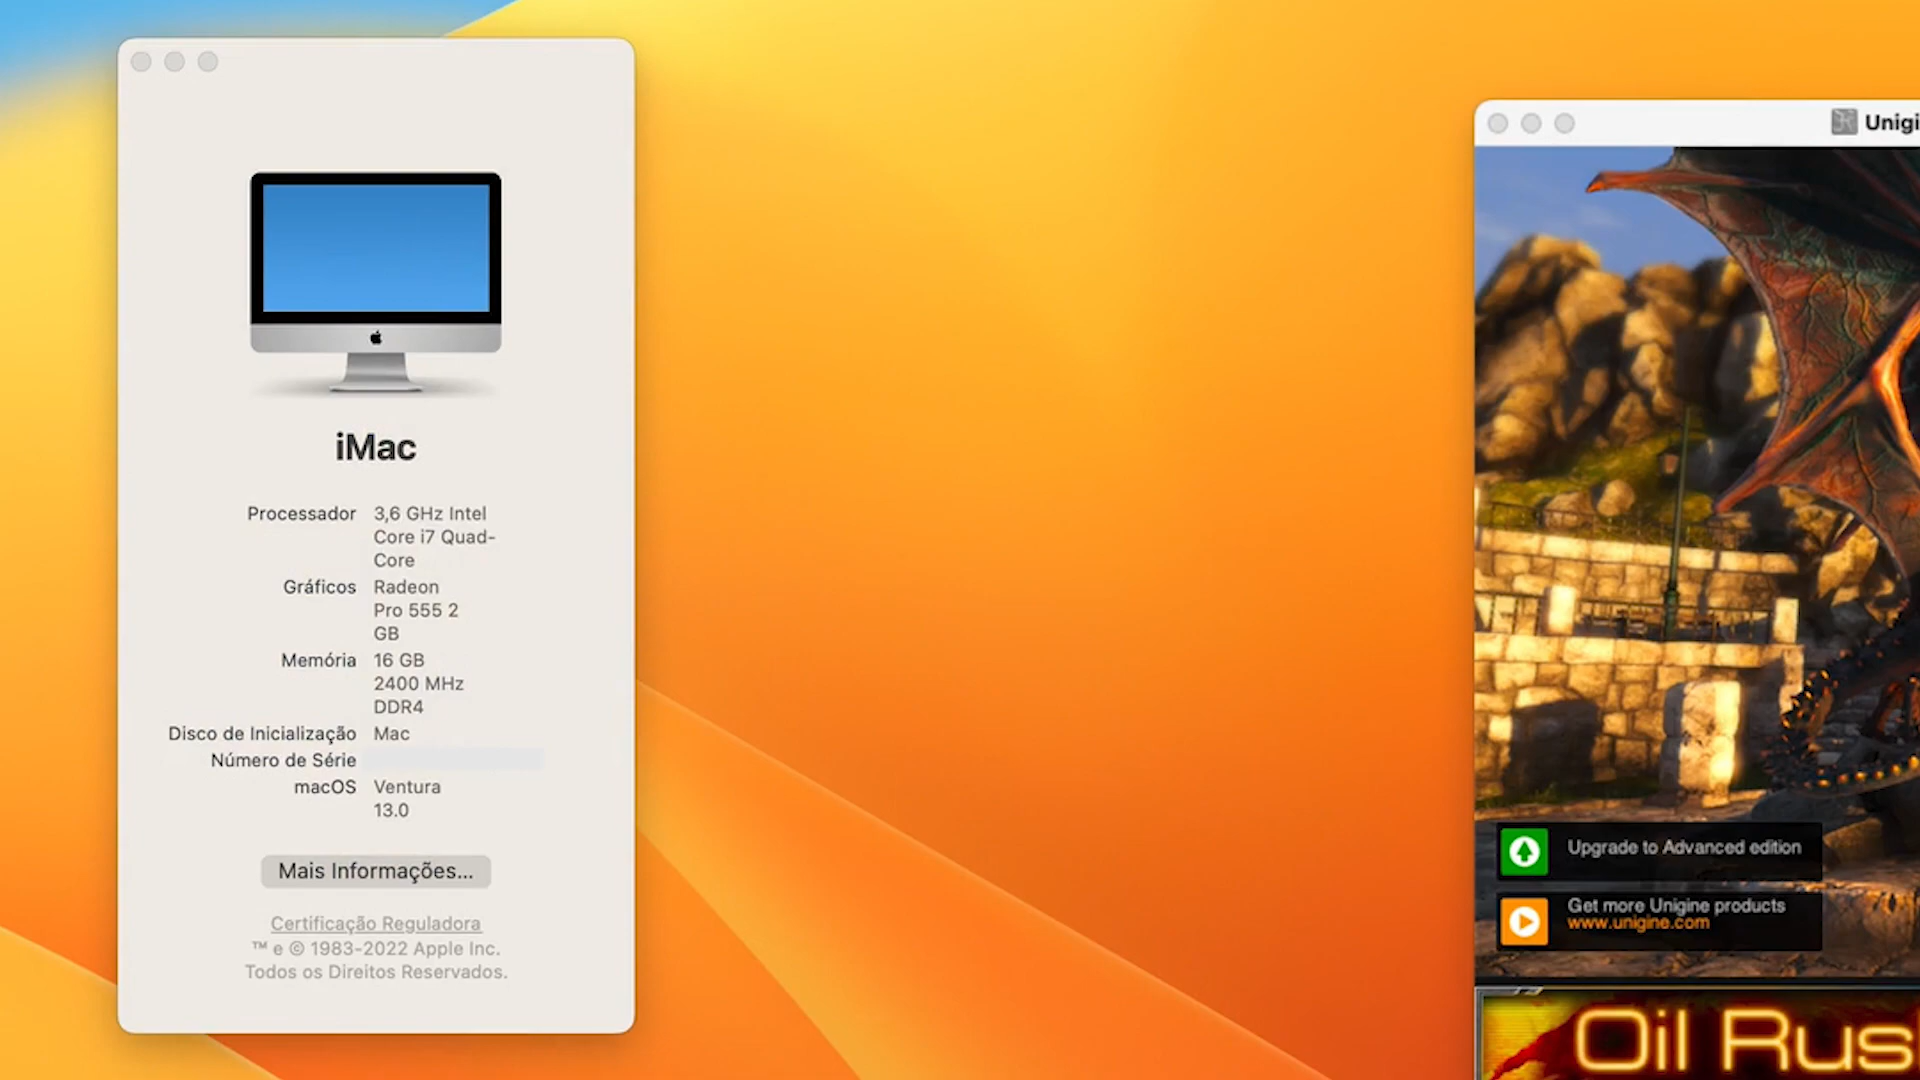 iMac
Processador 3,6 GHz Intel
Core i7 Quad-
Core
Gráficos Radeon
Pro 555 2
GB
Memória 16 GB
2400 MHz
DDR4
Disco de Inicialização Mac
Número de Série
macOS Ventura
13.0
Mais Informações...
Certificação Reguladora
™ e © 1983-2022 Apple Inc.
Todos os Direitos Reservados.
Unigi
Upgrade to Advanced edition
Get more Unigine products
www.unigine.com
Oil Rus